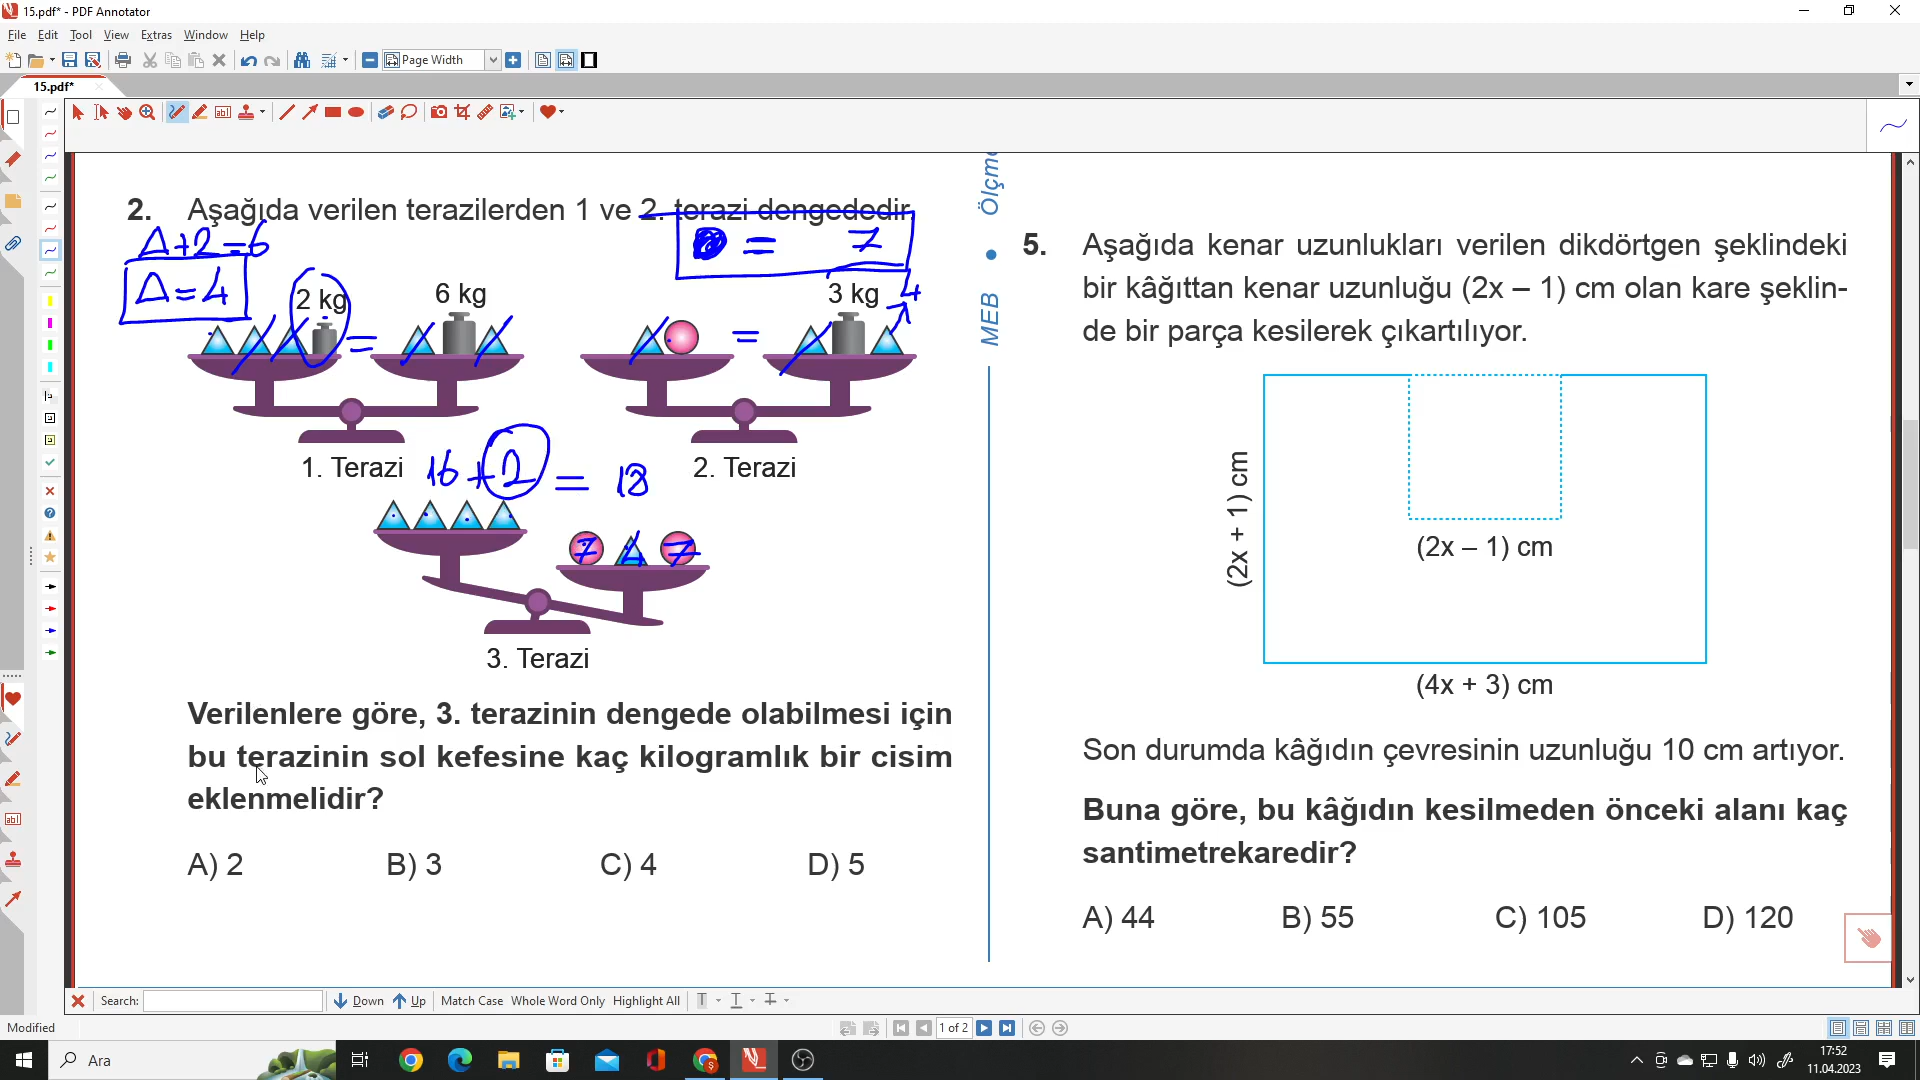 15.pdf* - PDF Annotator
File Edit Tool View Extras Window Help
Page Width
15.pdf*
2. Aşağıda verilen terazilerden 1 ve 2. terazi dengededir.
Δ+2=6
Δ=4
= 7
2 kg
6 kg
3 kg
4
=
=
1. Terazi
2. Terazi
16+2 = 18
7 4 7
3. Terazi
Verilenlere göre, 3. terazinin dengede olabilmesi için
bu terazinin sol kefesine kaç kilogramlık bir cisim
eklenmelidir?
A) 2 B) 3 C) 4 D) 5
MEB • Ölçme
5. Aşağıda kenar uzunlukları verilen dikdörtgen şeklindeki
bir kâğıttan kenar uzunluğu (2x – 1) cm olan kare şeklin-
de bir parça kesilerek çıkartılıyor.
(2x + 1) cm
(2x – 1) cm
(4x + 3) cm
Son durumda kâğıdın çevresinin uzunluğu 10 cm artıyor.
Buna göre, bu kâğıdın kesilmeden önceki alanı kaç
santimetrekaredir?
A) 44 B) 55 C) 105 D) 120
Search: Down Up Match Case Whole Word Only Highlight All
Modified
1 of 2
Ara
17:52
11.04.2023